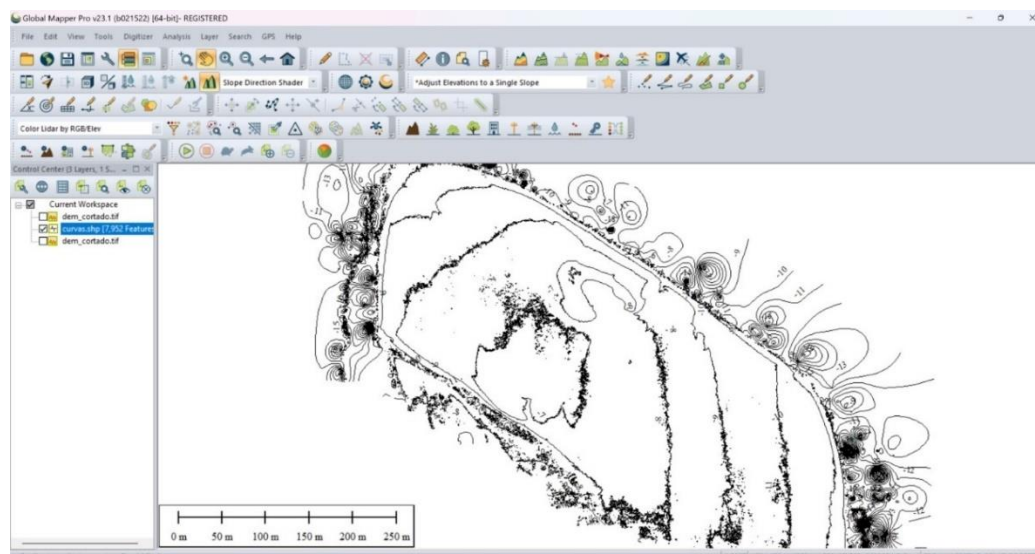 Global Mapper Pro v23.1 (b021522) [64-bit]- REGISTERED
File Edit View Tools Digitizer Analysis Layer Search GPS Help
Slope Direction Shader
*Adjust Elevations to a Single Slope
Color Lidar by RGB/Elev
Control Center (3 Layers, 1 S...
Current Workspace
dem_cortado.tif
curvas.shp [7,952 Features
dem_cortado.tif
-9
-10
-11
-13
-12
0 m 50 m 100 m 150 m 200 m 250 m